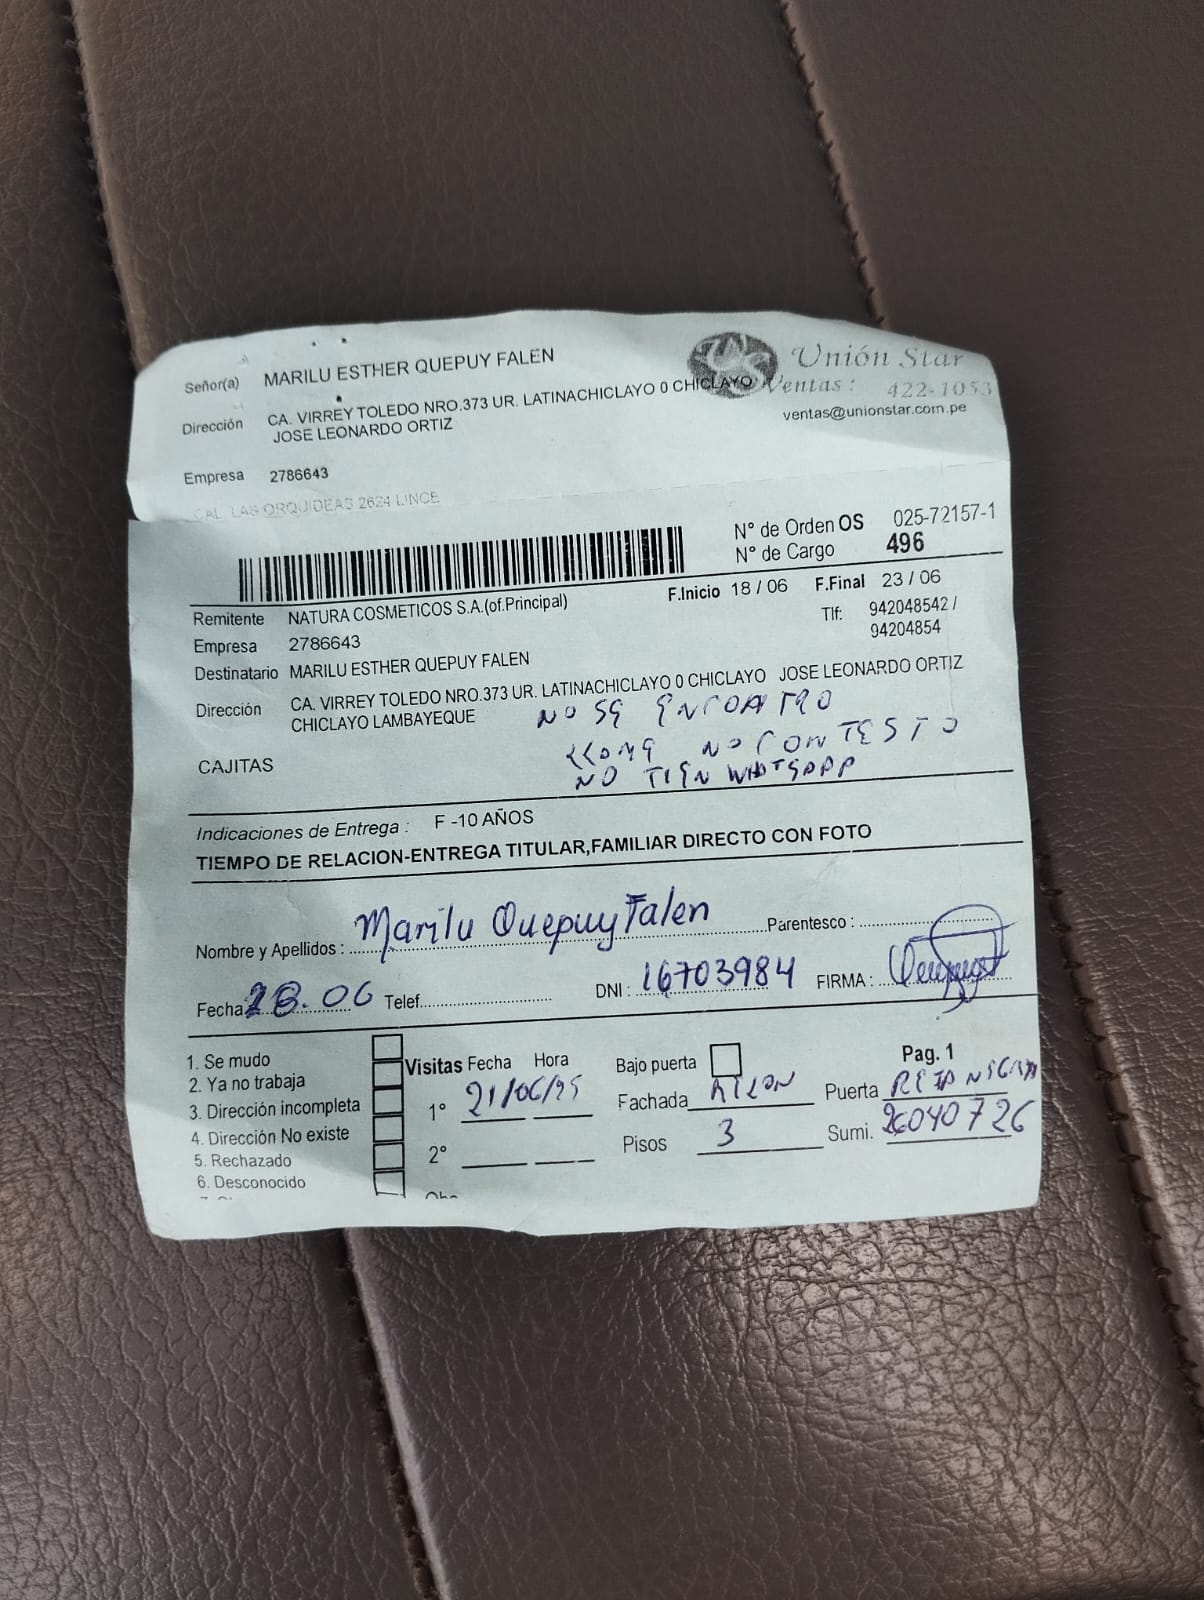 Unión Star
Señor(a) MARILU ESTHER QUEPUY FALEN
Ventas: 422-1053
Dirección CA. VIRREY TOLEDO NRO.373 UR. LATINACHICLAYO 0 CHICLAYO
JOSE LEONARDO ORTIZ
ventas@unionstar.com.pe
Empresa 2786643
CAL. LAS ORQUIDEAS 2624 LINCE
N° de Orden OS 025-72157-1
N° de Cargo 496
F.Inicio 18 / 06 F.Final 23 / 06
Remitente NATURA COSMETICOS S.A.(of.Principal)
Tlf: 942048542 /
94204854
Empresa 2786643
Destinatario MARILU ESTHER QUEPUY FALEN
Dirección CA. VIRREY TOLEDO NRO.373 UR. LATINACHICLAYO 0 CHICLAYO JOSE LEONARDO ORTIZ
CHICLAYO LAMBAYEQUE
NO SE ENCONTRO
NO CONTESTO
NO TIEN WHATSAPP
CAJITAS
Indicaciones de Entrega : F -10 AÑOS
TIEMPO DE RELACION-ENTREGA TITULAR,FAMILIAR DIRECTO CON FOTO
Nombre y Apellidos : Marilu Quepuy Falen Parentesco :
Fecha 28.06 Telef. DNI : 16703984 FIRMA :
1. Se mudo
2. Ya no trabaja
3. Dirección incompleta
4. Dirección No existe
5. Rechazado
6. Desconocido
Visitas Fecha Hora
1° 21/06/25
2°
Bajo puerta
Fachada
Pisos 3
Pag. 1
Puerta REJA
Sumi. 26040726